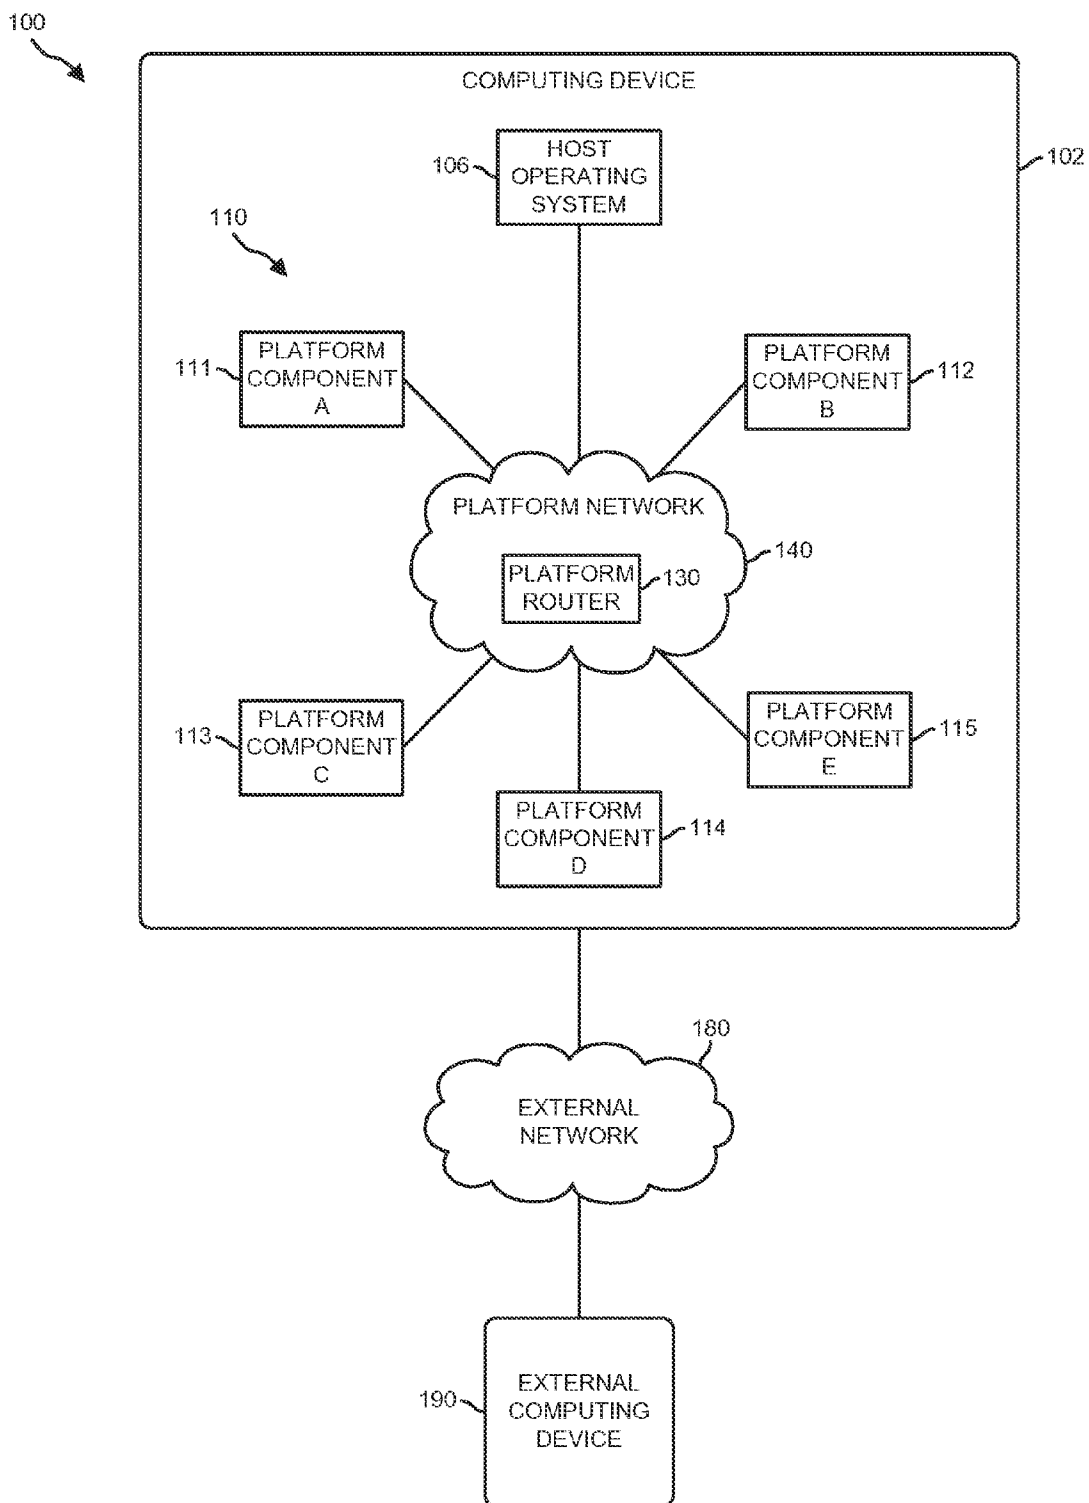 100
COMPUTING DEVICE
102
106
HOST
OPERATING
SYSTEM
110
111
PLATFORM
COMPONENT
A
PLATFORM
COMPONENT
B
112
PLATFORM NETWORK
140
PLATFORM
ROUTER
130
113
PLATFORM
COMPONENT
C
PLATFORM
COMPONENT
E
115
PLATFORM
COMPONENT
D
114
180
EXTERNAL
NETWORK
190
EXTERNAL
COMPUTING
DEVICE